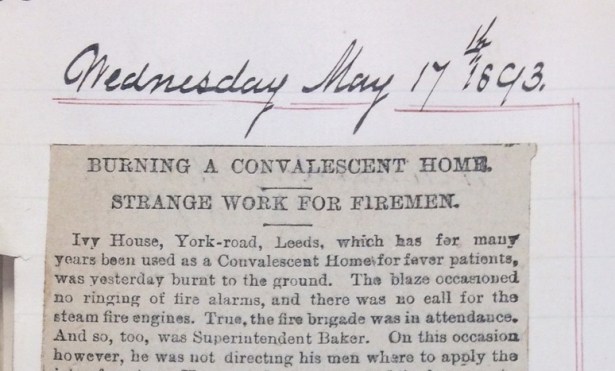 Wednesday May 17th 1893.
BURNING A CONVALESCENT HOME.
STRANGE WORK FOR FIREMEN.
Ivy House, York-road, Leeds, which has for many
years been used as a Convalescent Home for fever patients,
was yesterday burnt to the ground. The blaze occasioned
no ringing of fire alarms, and there was no call for the
steam fire engines. True, the fire brigade was in attendance.
And so, too, was Superintendent Baker. On this occasion
however, he was not directing his men where to apply the